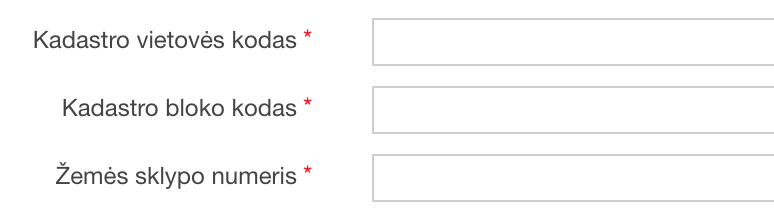 Kadastro vietovės kodas *
Kadastro bloko kodas *
Žemės sklypo numeris *